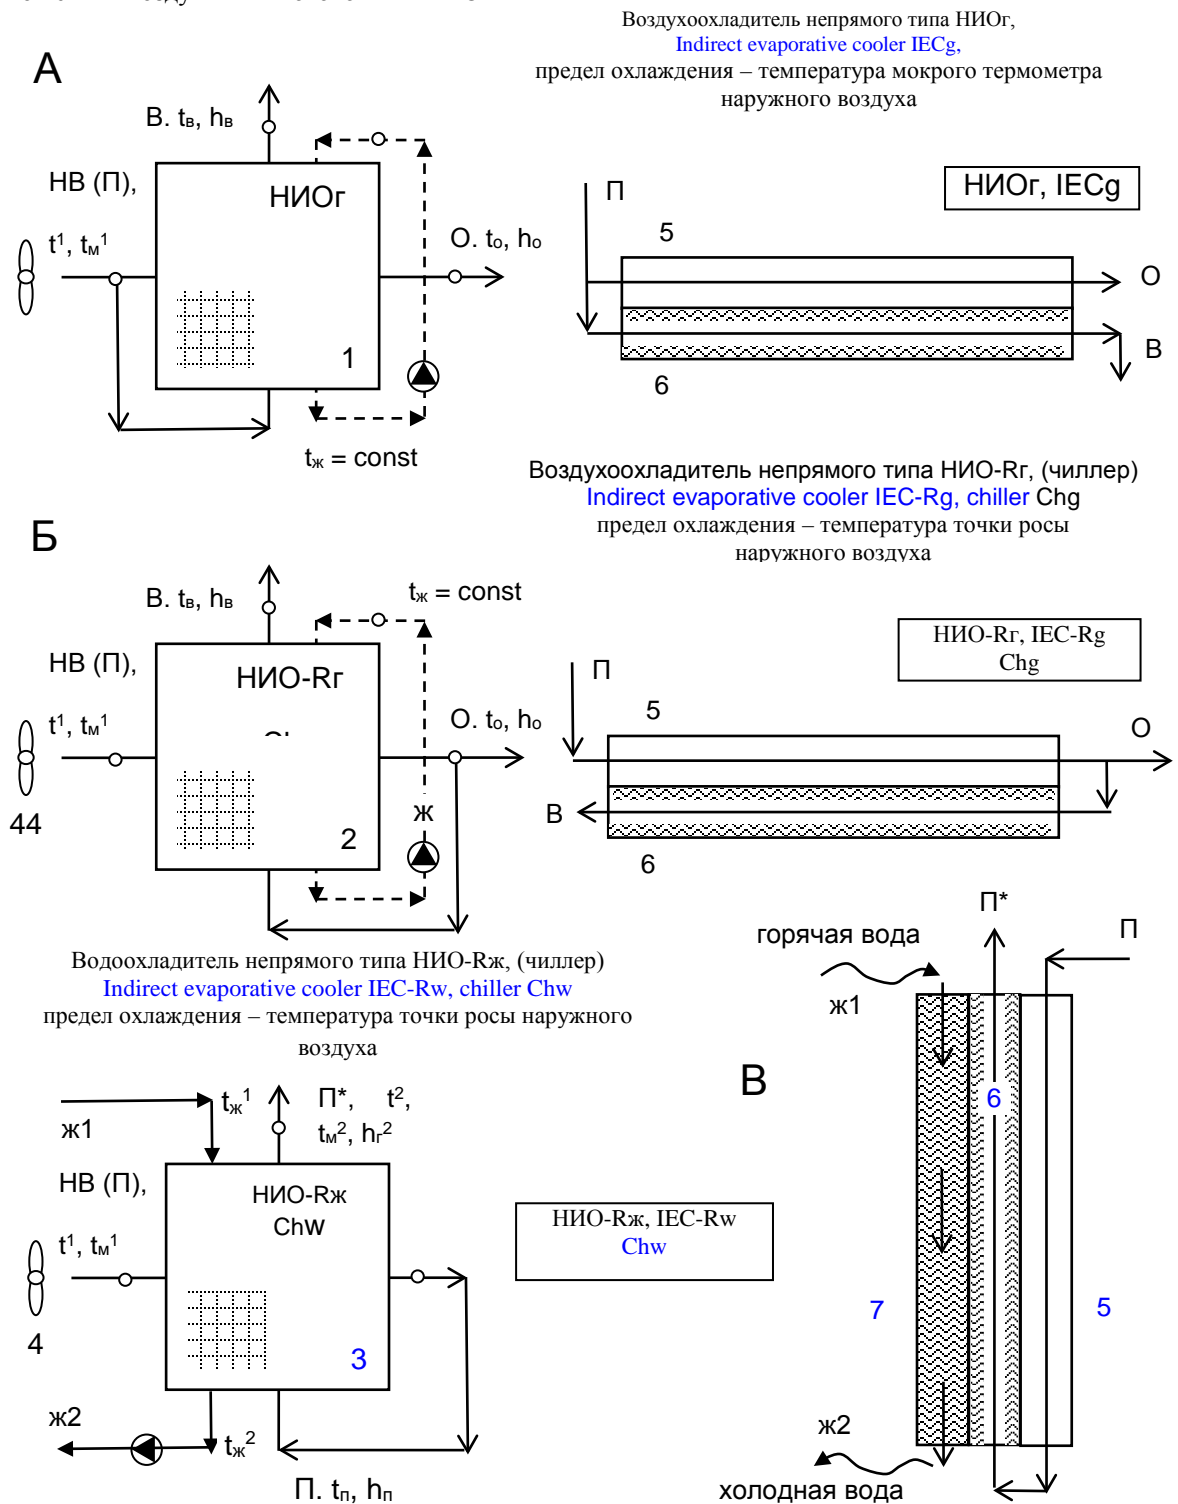 Воздухоохладитель непрямого типа НИОг,
Indirect evaporative cooler IECg,
предел охлаждения – температура мокрого термометра
наружного воздуха
А
В. tв, hв
НВ (П),
НИОг
t¹, tм¹
О. tо, hо
1
tж = const
НИОг, IECg
П
5
О
В
6
Воздухоохладитель непрямого типа НИО-Rг, (чиллер)
Indirect evaporative cooler IEC-Rg, chiller Chg
предел охлаждения – температура точки росы
наружного воздуха
Б
В. tв, hв
tж = const
НВ (П),
НИО-Rг
t¹, tм¹
О. tо, hо
44
2
ж
НИО-Rг, IEC-Rg
Chg
П
5
О
В
6
Водоохладитель непрямого типа НИО-Rж, (чиллер)
Indirect evaporative cooler IEC-Rw, chiller Chw
предел охлаждения – температура точки росы наружного
воздуха
tж¹
П*, t²,
tм², hг²
ж1
НВ (П),
НИО-Rж
Chw
t¹, tм¹
4
3
ж2
tж²
П. tп, hп
НИО-Rж, IEC-Rw
Chw
В
П*
горячая вода
П
ж1
6
7
5
ж2
холодная вода